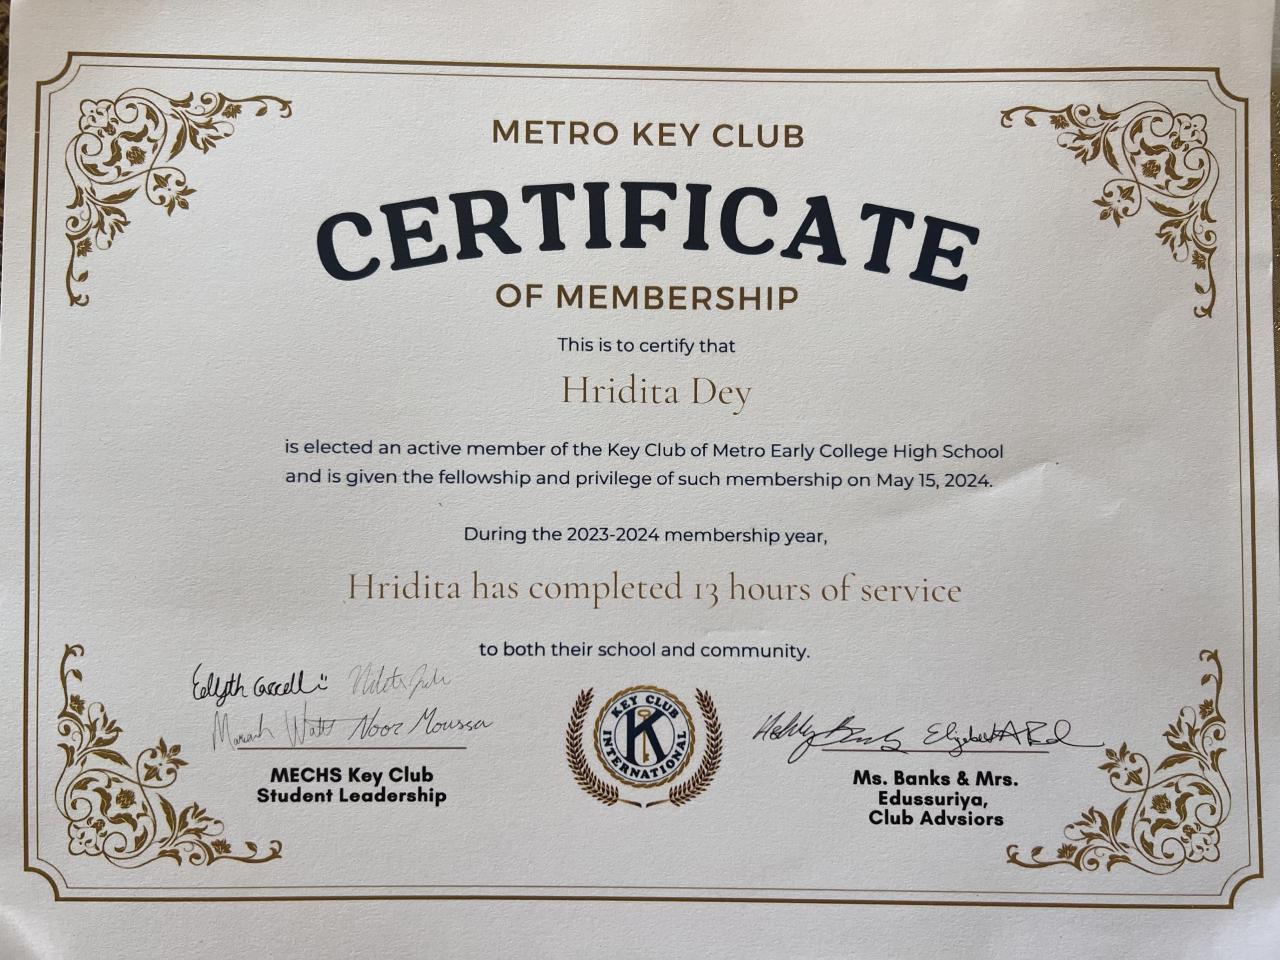 METRO KEY CLUB
CERTIFICATE
OF MEMBERSHIP
This is to certify that
Hridita Dey
is elected an active member of the Key Club of Metro Early College High School
and is given the fellowship and privilege of such membership on May 15, 2024.
During the 2023-2024 membership year,
Hridita has completed 13 hours of service
to both their school and community.
Mariah Watts Noor Moussa
MECHS Key Club
Student Leadership
KEY CLUB
K
INTERNATIONAL
Ms. Banks & Mrs.
Edussuriya,
Club Advsiors